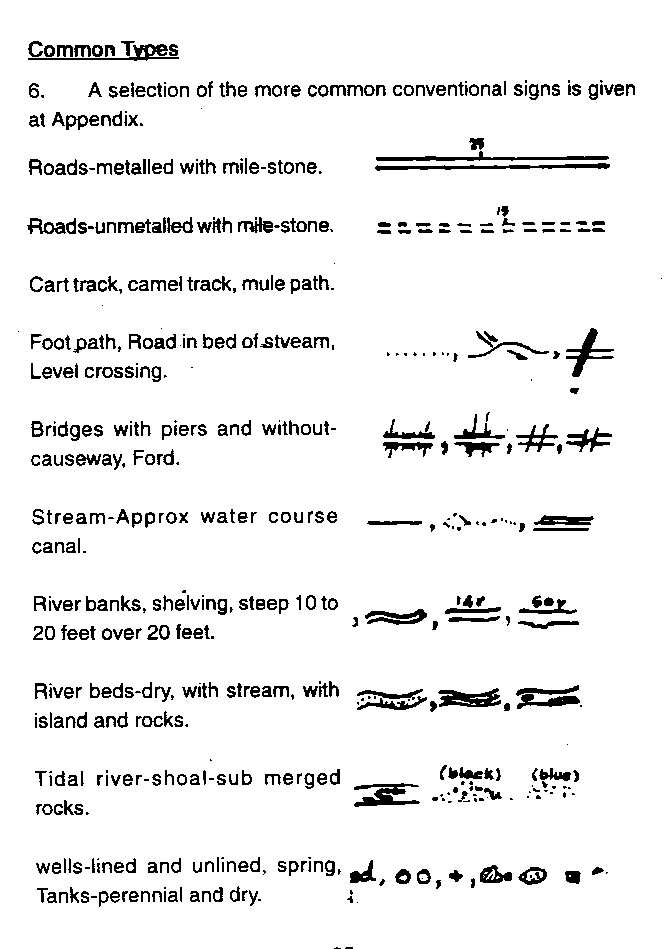 Common Types
6. A selection of the more common conventional signs is given
at Appendix.
Roads-metalled with mile-stone.
Roads-unmetalled with mile-stone.
15
Cart track, camel track, mule path.
Foot path, Road in bed of stveam,
Level crossing.
Bridges with piers and without-
causeway, Ford.
Stream-Approx water course
canal.
River banks, shelving, steep 10 to
14r 60r
20 feet over 20 feet.
River beds-dry, with stream, with
island and rocks.
Tidal river-shoal-sub merged
(black) (blue)
rocks.
wells-lined and unlined, spring,
Tanks-perennial and dry.